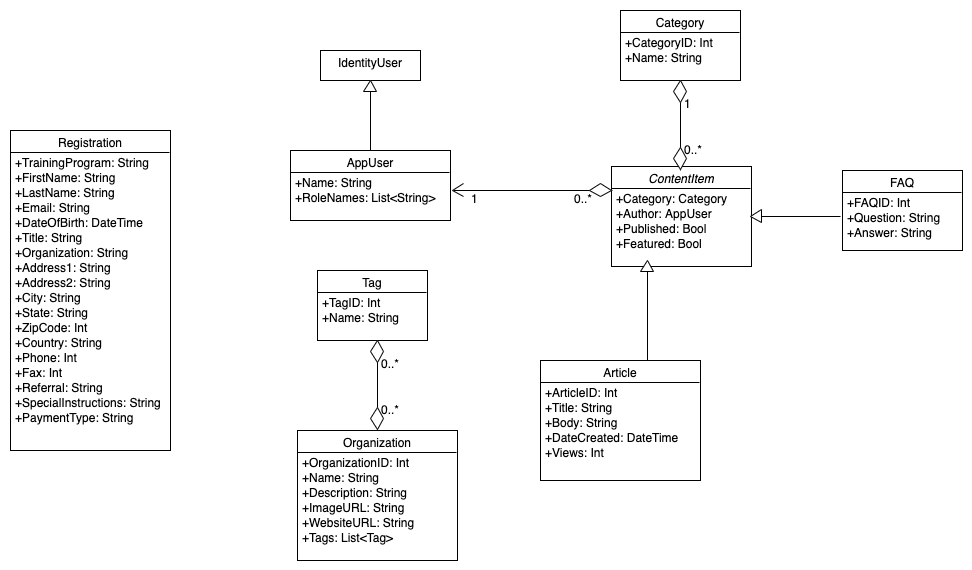 Category
+CategoryID: Int
+Name: String
IdentityUser
1
0..*
Registration
+TrainingProgram: String
+FirstName: String
+LastName: String
+Email: String
+DateOfBirth: DateTime
+Title: String
+Organization: String
+Address1: String
+Address2: String
+City: String
+State: String
+ZipCode: Int
+Country: String
+Phone: Int
+Fax: Int
+Referral: String
+SpecialInstructions: String
+PaymentType: String
AppUser
+Name: String
+RoleNames: List<String>
1
0..*
ContentItem
+Category: Category
+Author: AppUser
+Published: Bool
+Featured: Bool
FAQ
+FAQID: Int
+Question: String
+Answer: String
Tag
+TagID: Int
+Name: String
0..*
0..*
Article
+ArticleID: Int
+Title: String
+Body: String
+DateCreated: DateTime
+Views: Int
Organization
+OrganizationID: Int
+Name: String
+Description: String
+ImageURL: String
+WebsiteURL: String
+Tags: List<Tag>